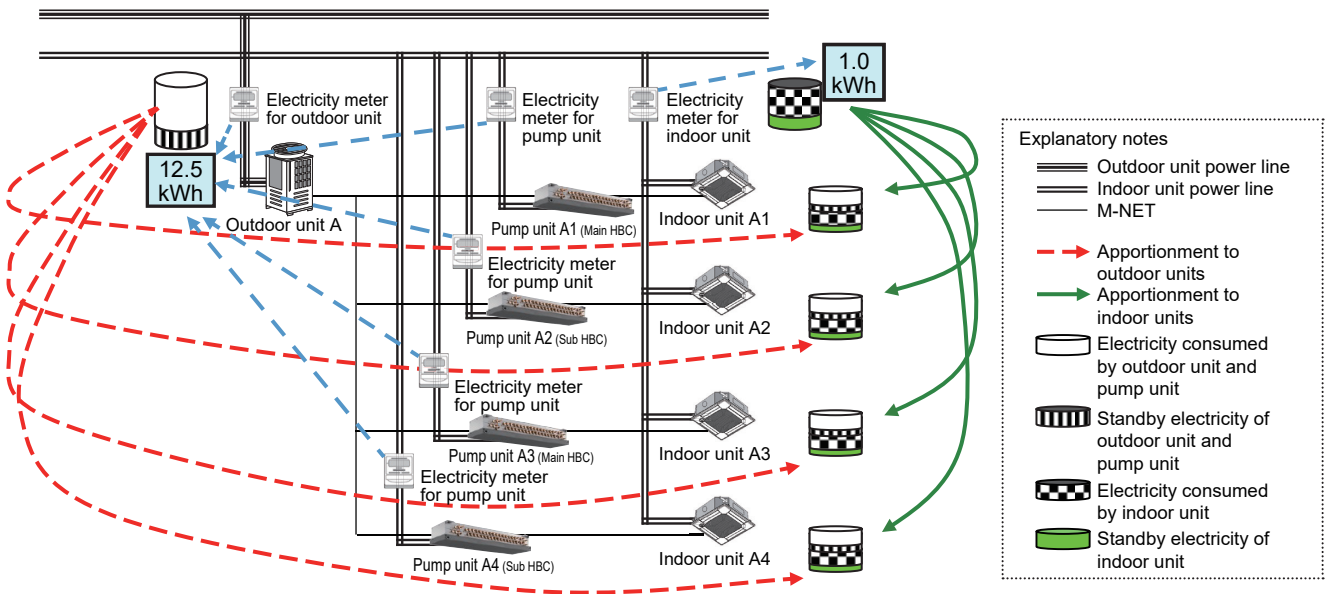 1.0
kWh
Electricity meter
for outdoor unit
Electricity
meter for
pump unit
Electricity
meter for
indoor unit
12.5
kWh
Outdoor unit A
Pump unit A1 (Main HBC)
Indoor unit A1
Electricity meter
for pump unit
Pump unit A2 (Sub HBC)
Indoor unit A2
Electricity meter
for pump unit
Pump unit A3 (Main HBC)
Indoor unit A3
Electricity meter
for pump unit
Pump unit A4 (Sub HBC)
Indoor unit A4
Explanatory notes
Outdoor unit power line
Indoor unit power line
M-NET
Apportionment to
outdoor units
Apportionment to
indoor units
Electricity consumed
by outdoor unit and
pump unit
Standby electricity of
outdoor unit and
pump unit
Electricity consumed
by indoor unit
Standby electricity of
indoor unit